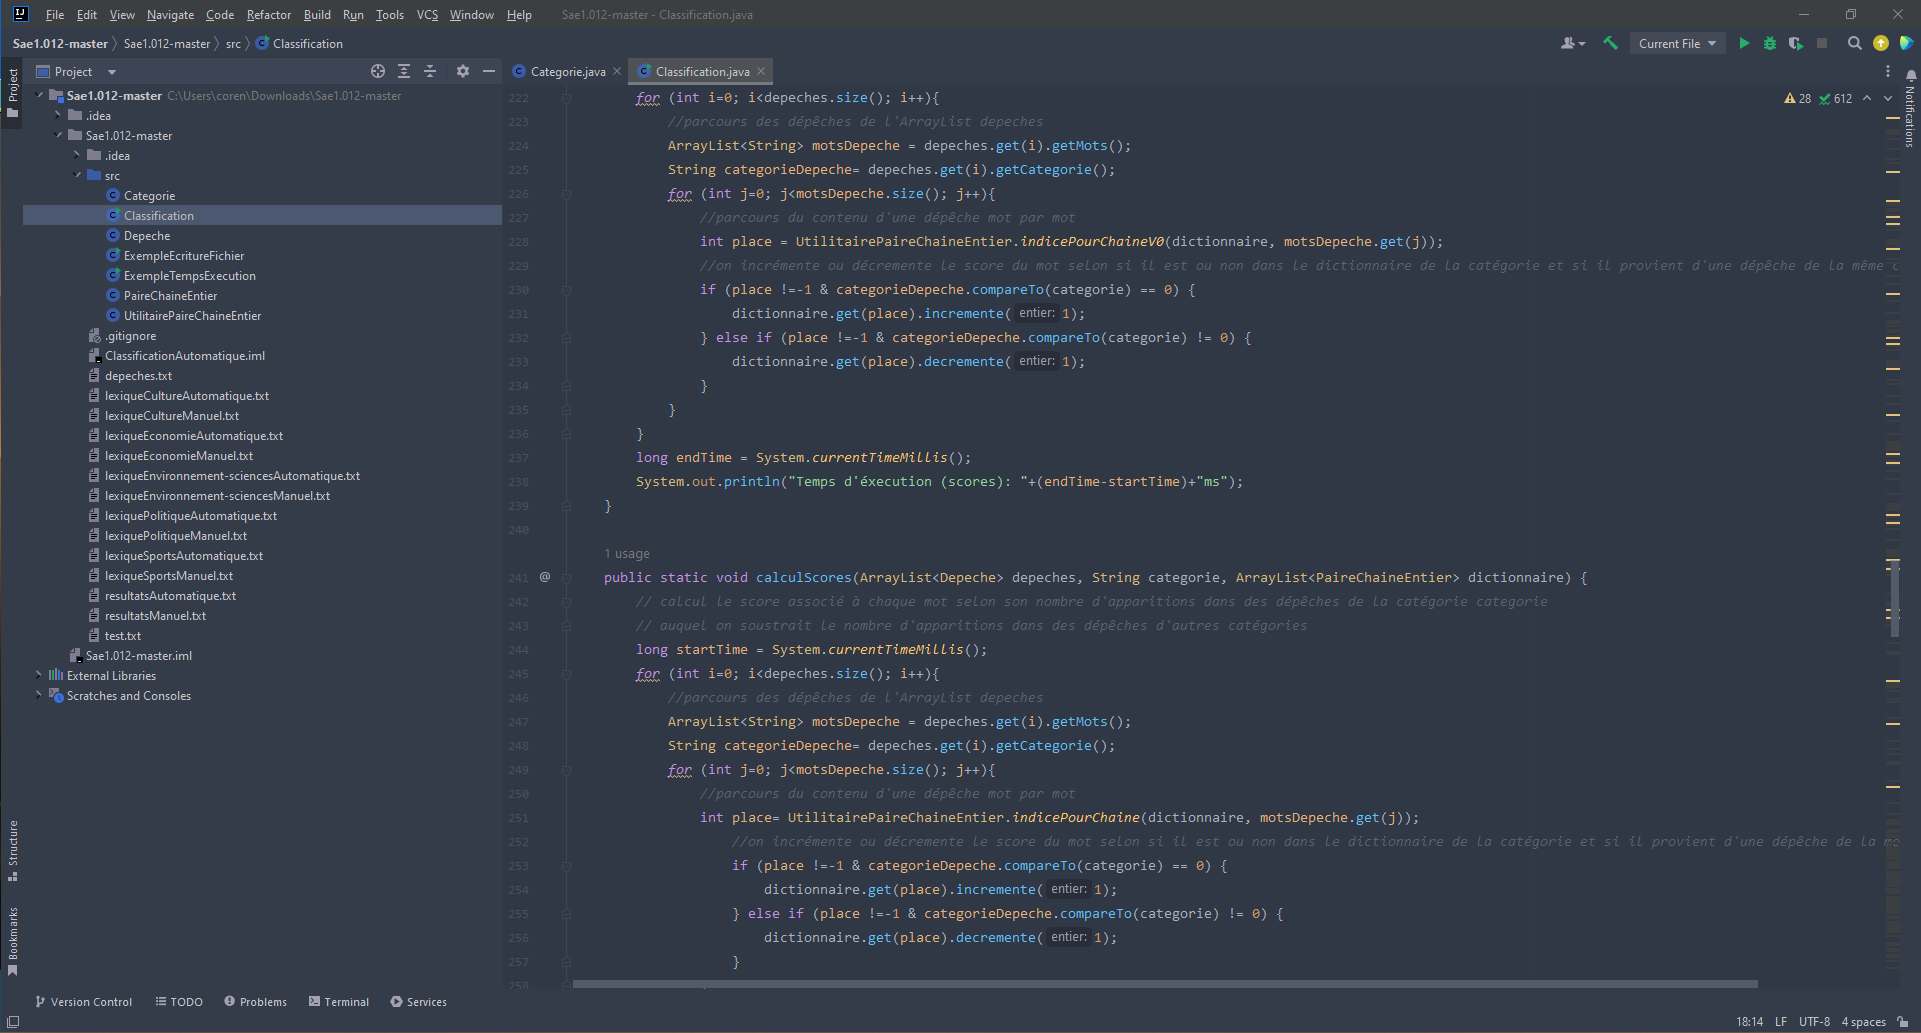 File Edit View Navigate Code Refactor Build Run Tools VCS Window Help Sae1.012-master - Classification.java
Sae1.012-master Sae1.012-master src Classification
Current File
Project
Sae1.012-master C:\Users\coren\Downloads\Sae1.012-master
.idea
Sae1.012-master
.idea
src
Categorie
Classification
Depeche
ExempleEcritureFichier
ExempleTempsExecution
PaireChaineEntier
UtilitairePaireChaineEntier
.gitignore
ClassificationAutomatique.iml
depeches.txt
lexiqueCultureAutomatique.txt
lexiqueCultureManuel.txt
lexiqueEconomieAutomatique.txt
lexiqueEconomieManuel.txt
lexiqueEnvironnement-sciencesAutomatique.txt
lexiqueEnvironnement-sciencesManuel.txt
lexiquePolitiqueAutomatique.txt
lexiquePolitiqueManuel.txt
lexiqueSportsAutomatique.txt
lexiqueSportsManuel.txt
resultatsAutomatique.txt
resultatsManuel.txt
test.txt
Sae1.012-master.iml
External Libraries
Scratches and Consoles
Project
Structure
Bookmarks
Categorie.java Classification.java
28 612
Notifications
222 for (int i=0; i<depeches.size(); i++){
223 //parcours des dépêches de l'ArrayList depeches
224 ArrayList<String> motsDepeche = depeches.get(i).getMots();
225 String categorieDepeche= depeches.get(i).getCategorie();
226 for (int j=0; j<motsDepeche.size(); j++){
227 //parcours du contenu d'une dépêche mot par mot
228 int place = UtilitairePaireChaineEntier.indicePourChaineV0(dictionnaire, motsDepeche.get(j));
229 //on incrémente ou décremente le score du mot selon si il est ou non dans le dictionnaire de la catégorie et si il provient d'une dépêche de la même c
230 if (place !=-1 & categorieDepeche.compareTo(categorie) == 0) {
231 dictionnaire.get(place).incremente( entier: 1);
232 } else if (place !=-1 & categorieDepeche.compareTo(categorie) != 0) {
233 dictionnaire.get(place).decremente( entier: 1);
234 }
235 }
236 }
237 long endTime = System.currentTimeMillis();
238 System.out.println("Temps d'éxecution (scores): "+(endTime-startTime)+"ms");
239 }
240
1 usage
241 @ public static void calculScores(ArrayList<Depeche> depeches, String categorie, ArrayList<PaireChaineEntier> dictionnaire) {
242 // calcul le score associé à chaque mot selon son nombre d'apparitions dans des dépêches de la catégorie categorie
243 // auquel on soustrait le nombre d'apparitions dans des dépêches d'autres catégories
244 long startTime = System.currentTimeMillis();
245 for (int i=0; i<depeches.size(); i++){
246 //parcours des dépêches de l'ArrayList depeches
247 ArrayList<String> motsDepeche = depeches.get(i).getMots();
248 String categorieDepeche= depeches.get(i).getCategorie();
249 for (int j=0; j<motsDepeche.size(); j++){
250 //parcours du contenu d'une dépêche mot par mot
251 int place= UtilitairePaireChaineEntier.indicePourChaine(dictionnaire, motsDepeche.get(j));
252 //on incrémente ou décremente le score du mot selon si il est ou non dans le dictionnaire de la catégorie et si il provient d'une dépêche de la mê
253 if (place !=-1 & categorieDepeche.compareTo(categorie) == 0) {
254 dictionnaire.get(place).incremente( entier: 1);
255 } else if (place !=-1 & categorieDepeche.compareTo(categorie) != 0) {
256 dictionnaire.get(place).decremente( entier: 1);
257 }
258
Version Control TODO Problems Terminal Services
18:14 LF UTF-8 4 spaces